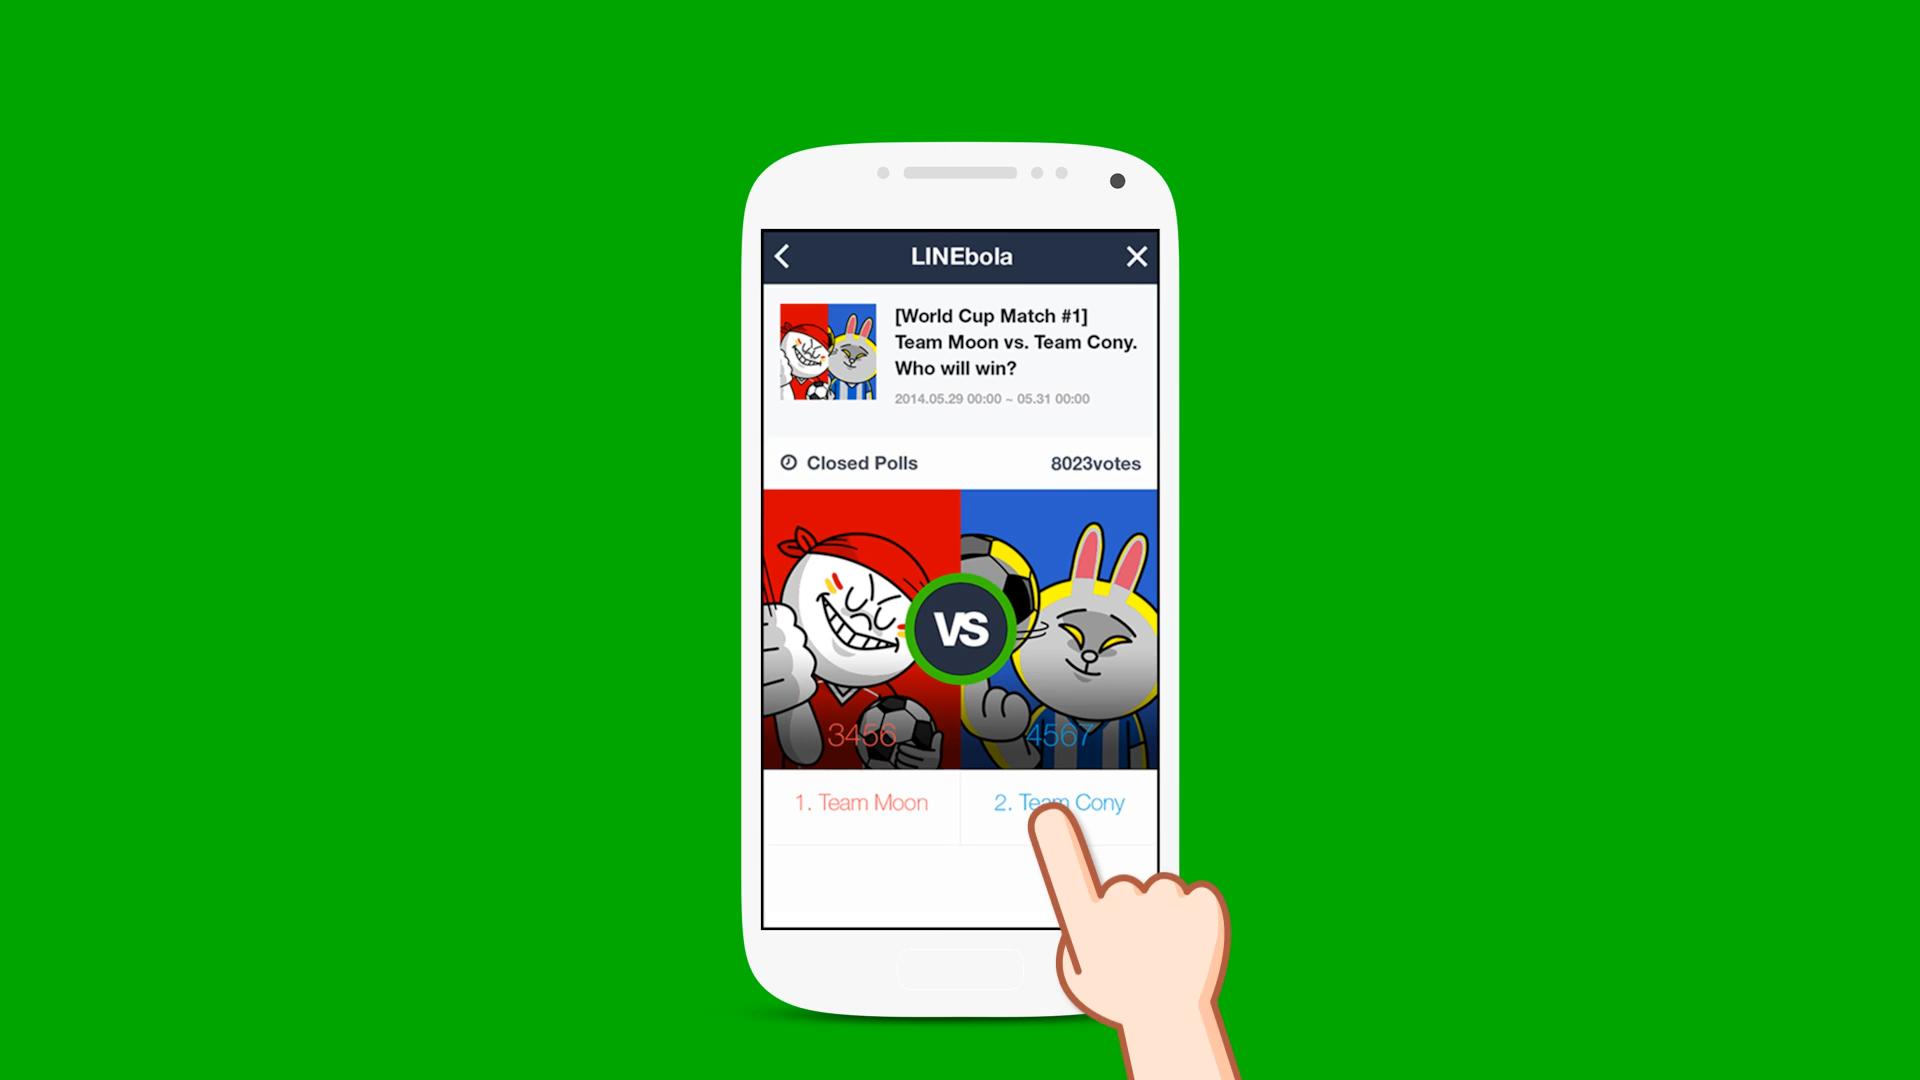 LINEbola
[World Cup Match #1]
Team Moon vs. Team Cony.
Who will win?
2014.05.29 00:00 ~ 05.31 00:00
Closed Polls
8023votes
VS
3456
4567
1. Team Moon
2. Team Cony